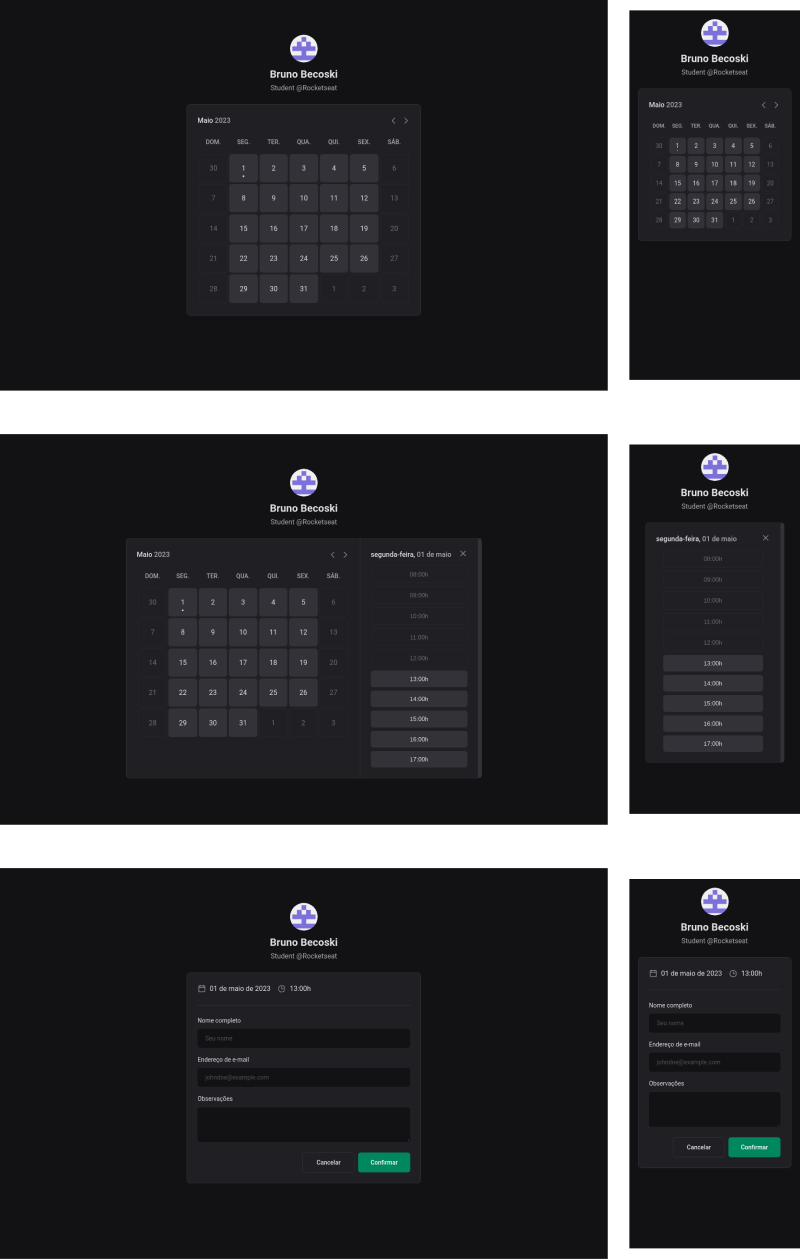 Bruno Becoski
Student @Rocketseat
Maio 2023
DOM. SEG. TER. QUA. QUI. SEX. SÁB.
30 1 2 3 4 5 6
7 8 9 10 11 12 13
14 15 16 17 18 19 20
21 22 23 24 25 26 27
28 29 30 31 1 2 3
Bruno Becoski
Student @Rocketseat
Maio 2023
DOM. SEG. TER. QUA. QUI. SEX. SÁB.
30 1 2 3 4 5 6
7 8 9 10 11 12 13
14 15 16 17 18 19 20
21 22 23 24 25 26 27
28 29 30 31 1 2 3
Bruno Becoski
Student @Rocketseat
Maio 2023
DOM. SEG. TER. QUA. QUI. SEX. SÁB.
30 1 2 3 4 5 6
7 8 9 10 11 12 13
14 15 16 17 18 19 20
21 22 23 24 25 26 27
28 29 30 31 1 2 3
segunda-feira, 01 de maio
08:00h
09:00h
10:00h
11:00h
12:00h
13:00h
14:00h
15:00h
16:00h
17:00h
Bruno Becoski
Student @Rocketseat
segunda-feira, 01 de maio
08:00h
09:00h
10:00h
11:00h
12:00h
13:00h
14:00h
15:00h
16:00h
17:00h
Bruno Becoski
Student @Rocketseat
01 de maio de 2023 13:00h
Nome completo
Seu nome
Endereço de e-mail
johndoe@example.com
Observações
Cancelar Confirmar
Bruno Becoski
Student @Rocketseat
01 de maio de 2023 13:00h
Nome completo
Seu nome
Endereço de e-mail
johndoe@example.com
Observações
Cancelar Confirmar